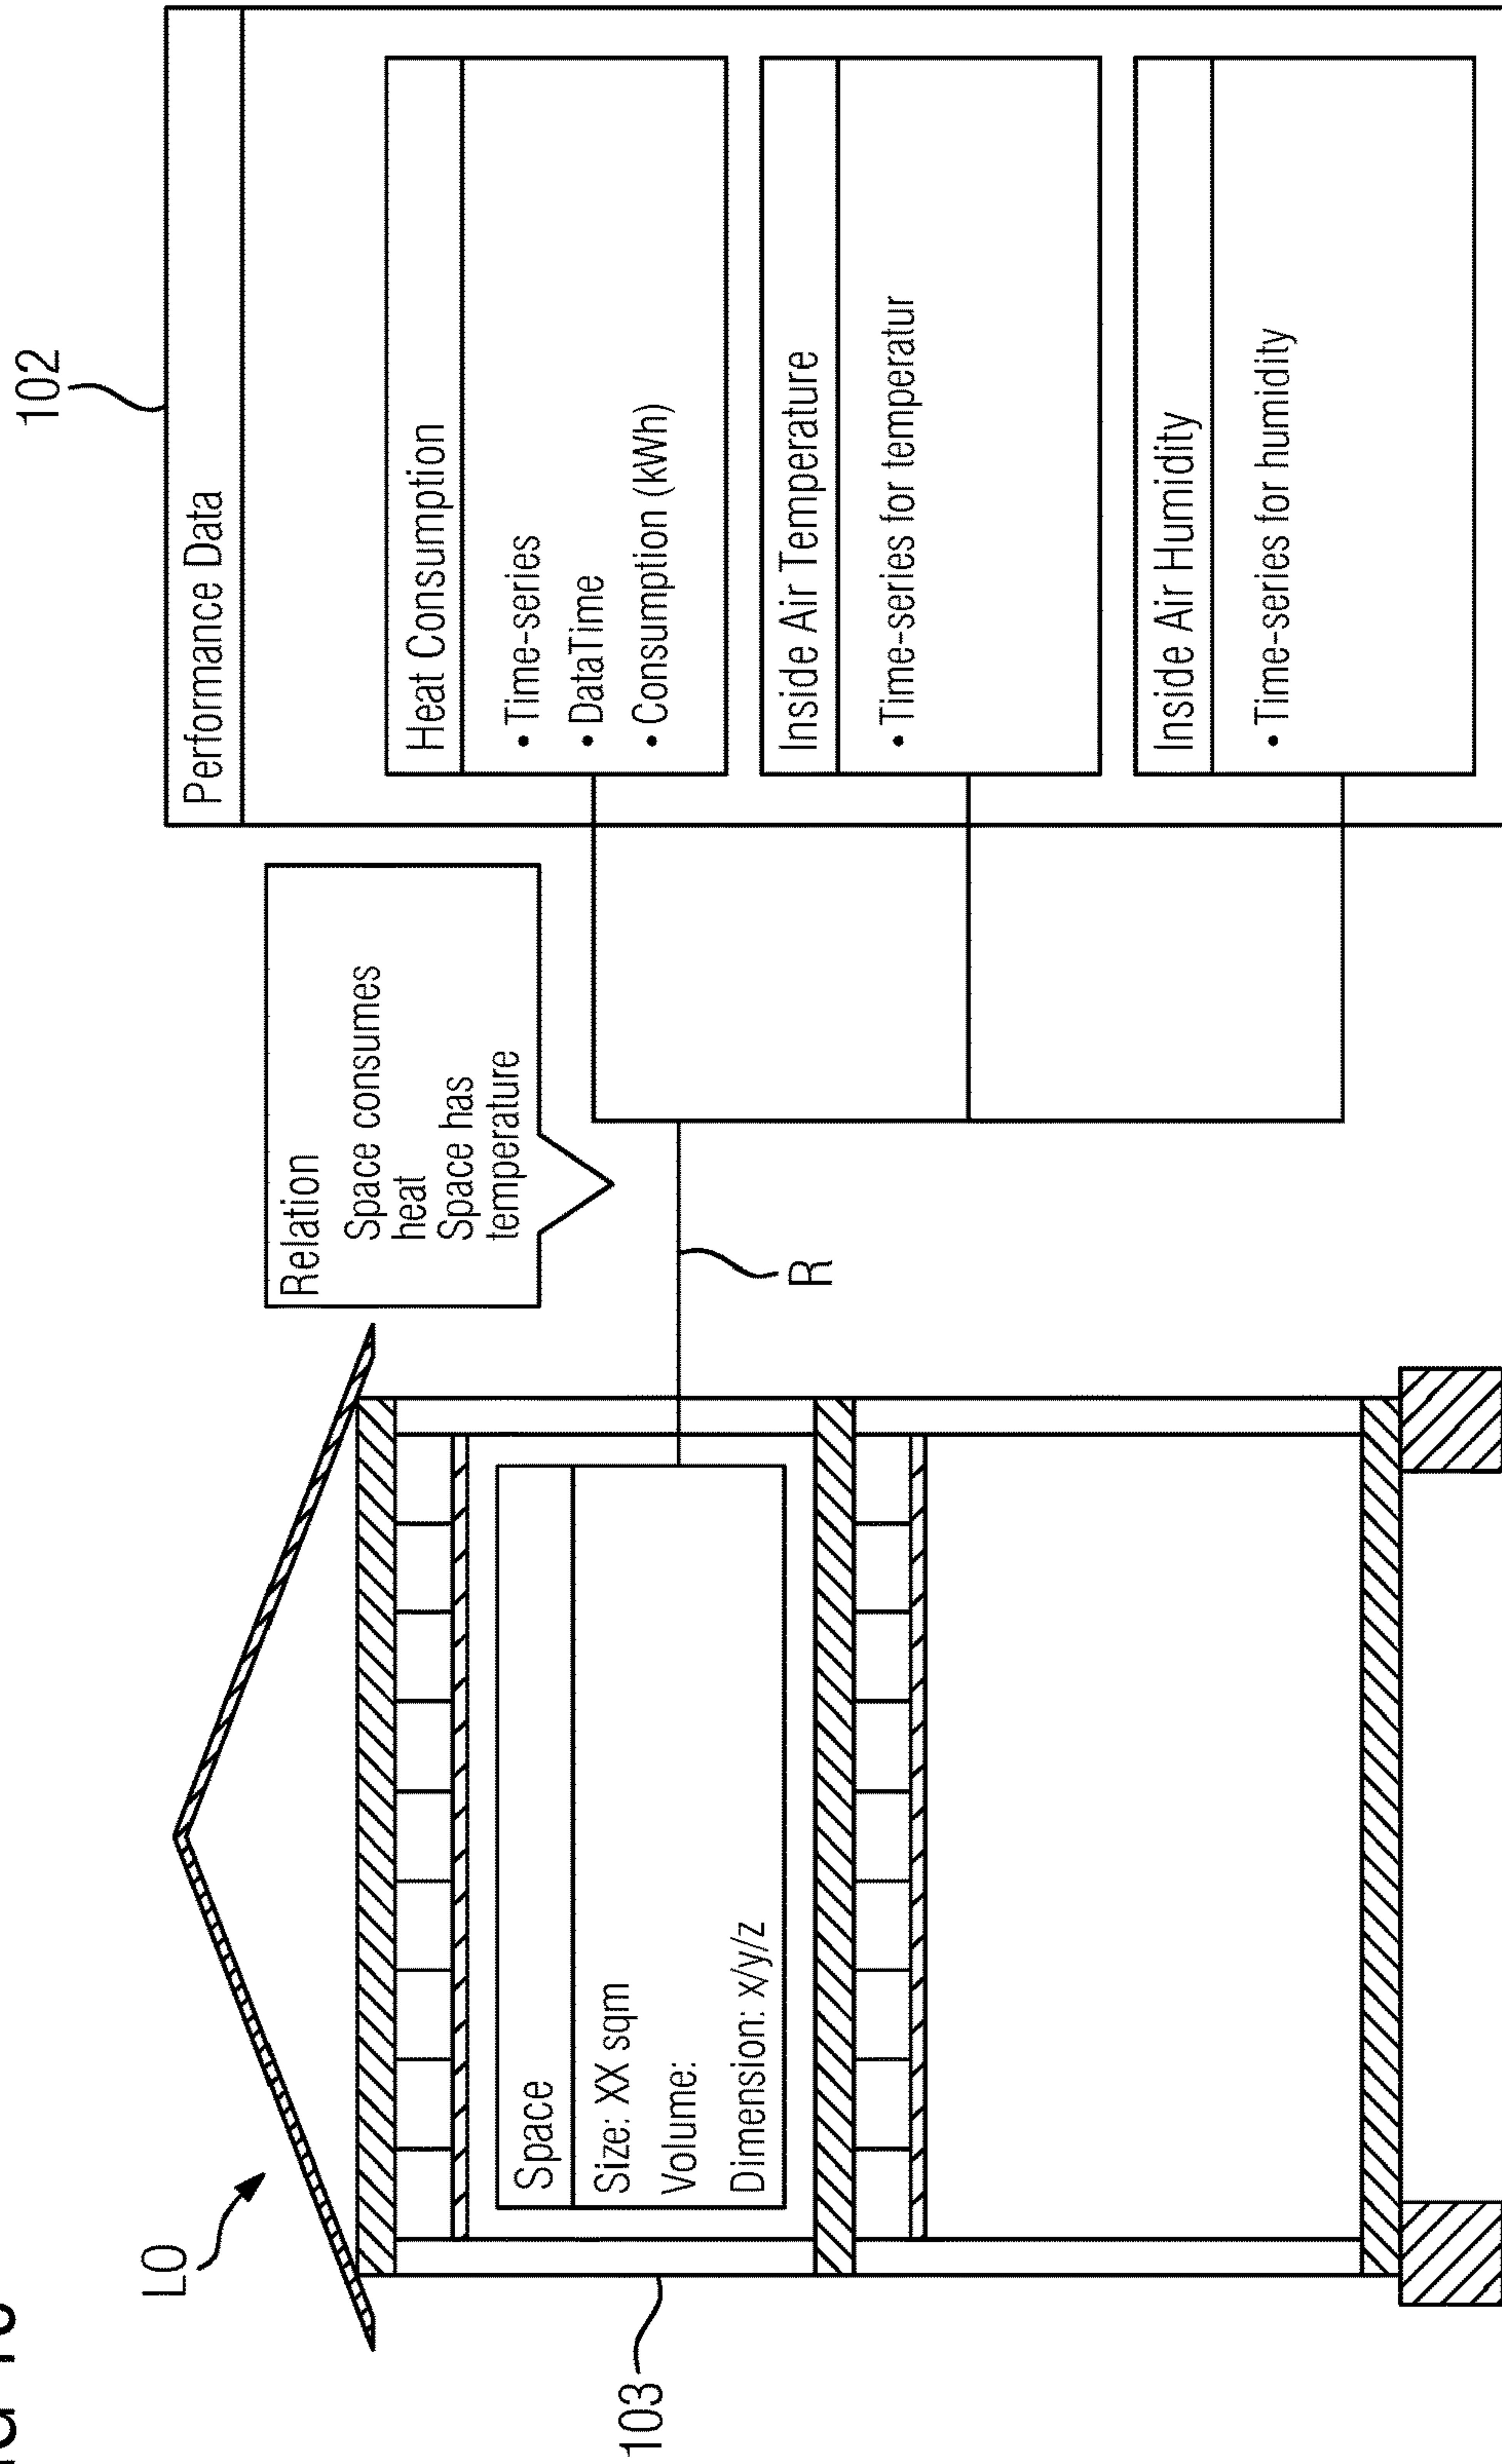 LO
103
Space
Size: XX sqm
Volume:
Dimension: x/y/z
Relation
Space consumes
heat
Space has
temperature
R
102
Performance Data
Heat Consumption
• Time-series
• DataTime
• Consumption (kWh)
Inside Air Temperature
• Time-series for temperatur
Inside Air Humidity
• Time-series for humidity